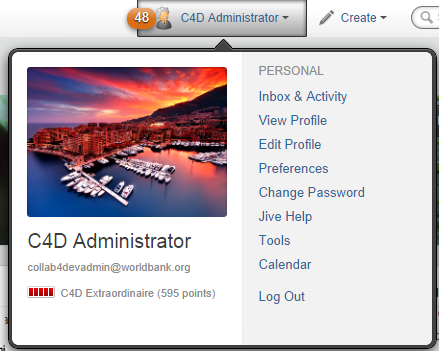 48 C4D Administrator Create
PERSONAL
Inbox & Activity
View Profile
Edit Profile
Preferences
Change Password
Jive Help
Tools
Calendar
Log Out
C4D Administrator
collab4devadmin@worldbank.org
C4D Extraordinaire (595 points)